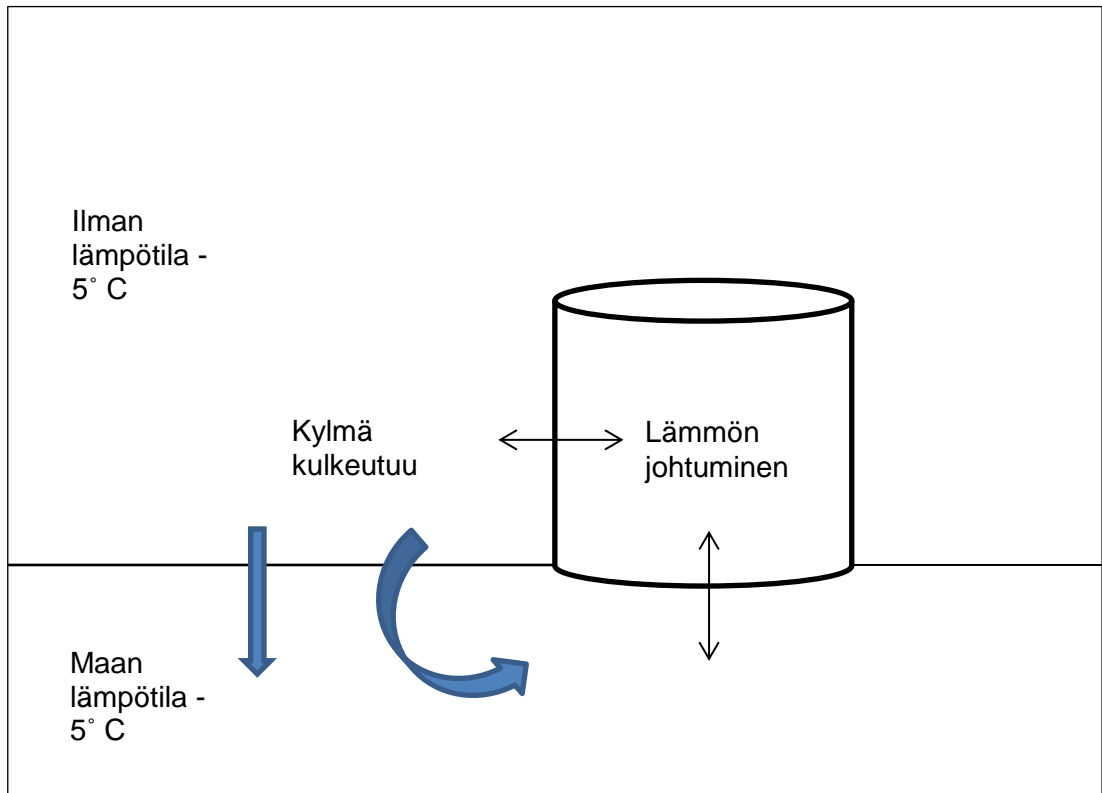 Ilman
lämpötila -
5˚ C
Kylmä
kulkeutuu
Lämmön
johtuminen
Maan
lämpötila -
5˚ C